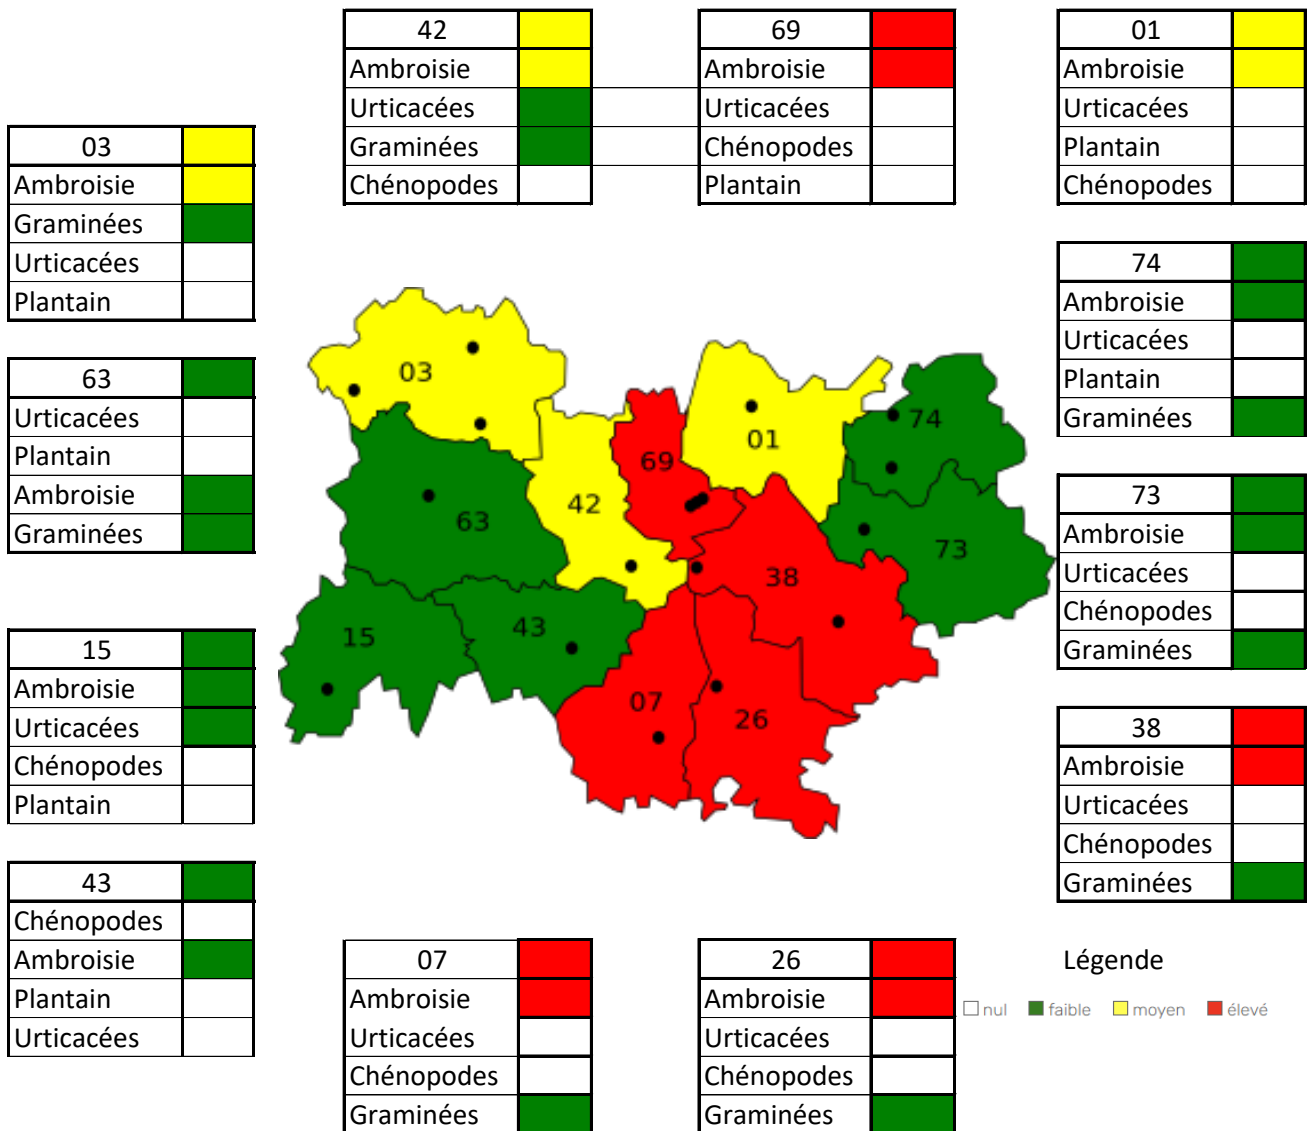 42
Ambroisie
Urticacées
Graminées
Chénopodes
69
Ambroisie
Urticacées
Chénopodes
Plantain
01
Ambroisie
Urticacées
Plantain
Chénopodes
03
Ambroisie
Graminées
Urticacées
Plantain
74
Ambroisie
Urticacées
Plantain
Graminées
63
Urticacées
Plantain
Ambroisie
Graminées
03
01
74
69
42
63
73
38
15
43
07
26
73
Ambroisie
Urticacées
Chénopodes
Graminées
15
Ambroisie
Urticacées
Chénopodes
Plantain
38
Ambroisie
Urticacées
Chénopodes
Graminées
43
Chénopodes
Ambroisie
Plantain
Urticacées
07
Ambroisie
Urticacées
Chénopodes
Graminées
26
Ambroisie
Urticacées
Chénopodes
Graminées
Légende
nul faible moyen élevé